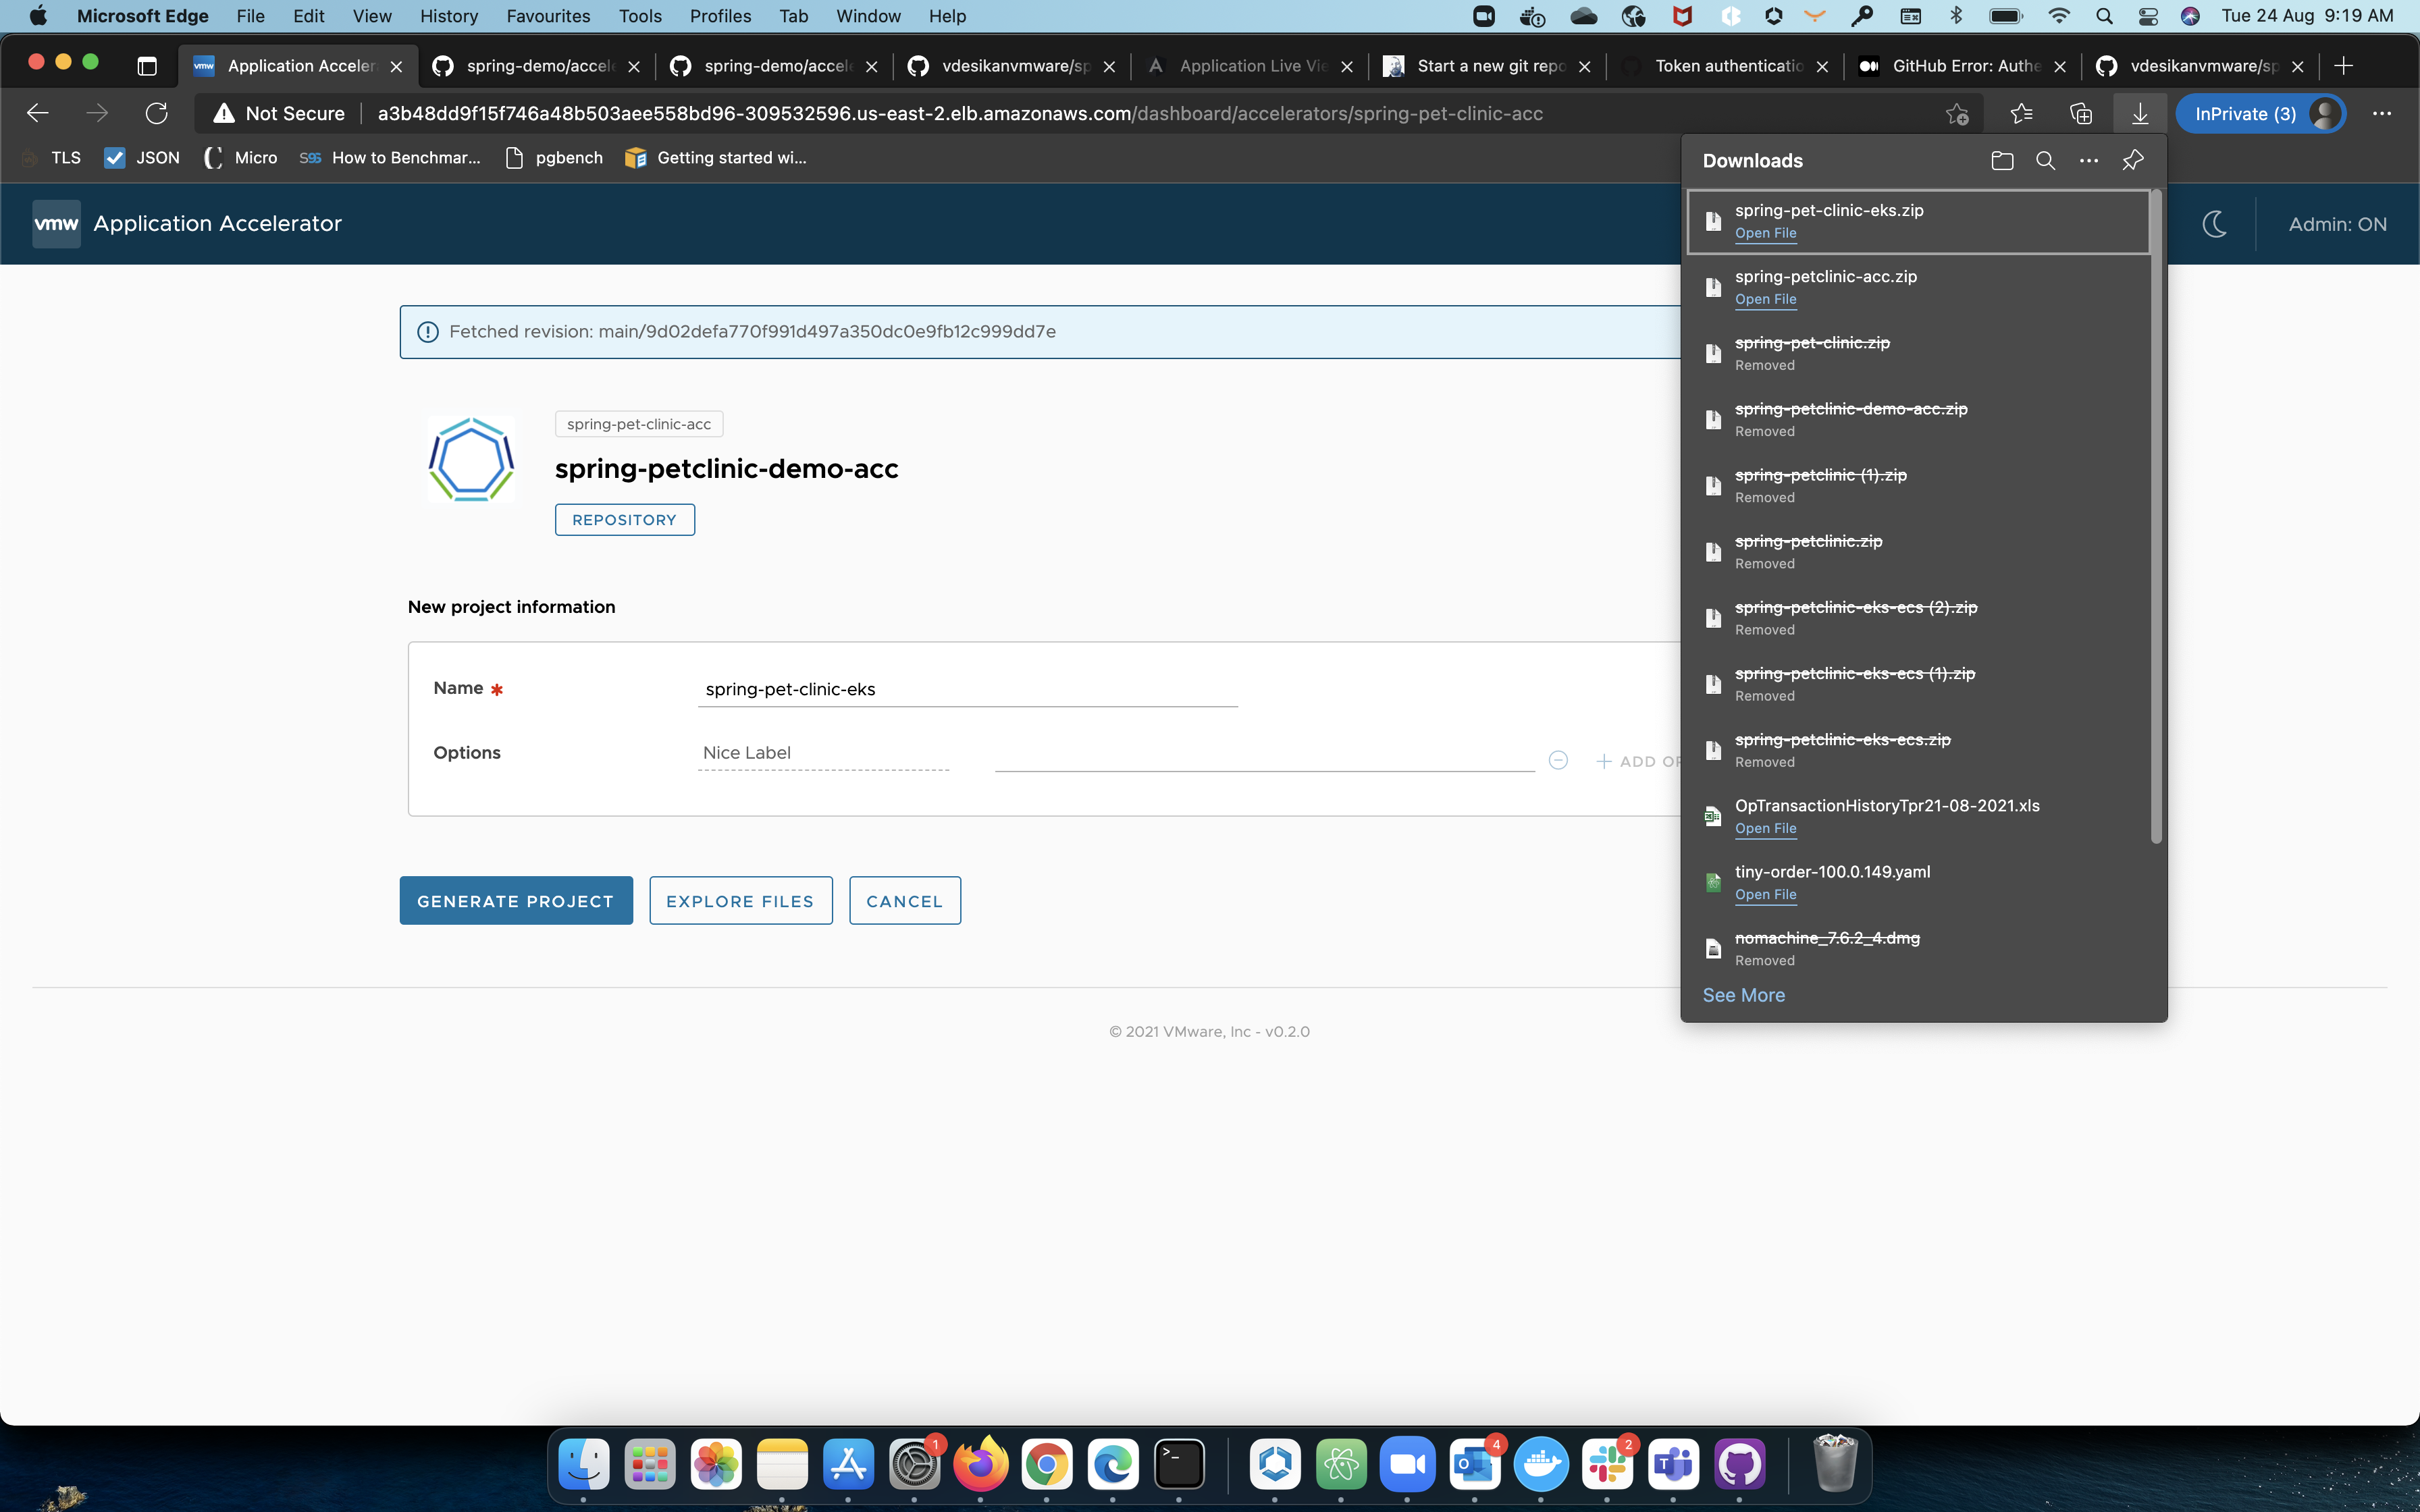 Microsoft Edge File Edit View History Favourites Tools Profiles Tab Window Help Tue 24 Aug 9:19 AM
Application Acceler spring-demo/accele spring-demo/accele vdesikanvmware/sp Application Live Vie Start a new git repo Token authenticatio GitHub Error: Authe vdesikanvmware/sp
Not Secure a3b48dd9f15f746a48b503aee558bd96-309532596.us-east-2.elb.amazonaws.com/dashboard/accelerators/spring-pet-clinic-acc InPrivate (3)
TLS JSON Micro S96 How to Benchmar... pgbench Getting started wi...
vmw Application Accelerator Admin: ON
Fetched revision: main/9d02defa770f991d497a350dc0e9fb12c999dd7e
spring-pet-clinic-acc
spring-petclinic-demo-acc
REPOSITORY
New project information
Name *
spring-pet-clinic-eks
Options
Nice Label
+ ADD OP
GENERATE PROJECT EXPLORE FILES CANCEL
© 2021 VMware, Inc - v0.2.0
Downloads
spring-pet-clinic-eks.zip
Open File
spring-petclinic-acc.zip
Open File
spring-pet-clinic.zip
Removed
spring-petclinic-demo-acc.zip
Removed
spring-petclinic (1).zip
Removed
spring-petclinic.zip
Removed
spring-petclinic-eks-ecs (2).zip
Removed
spring-petclinic-eks-ecs (1).zip
Removed
spring-petclinic-eks-ecs.zip
Removed
OpTransactionHistoryTpr21-08-2021.xls
Open File
tiny-order-100.0.149.yaml
Open File
nomachine_7.6.2_4.dmg
Removed
See More
1
4
2